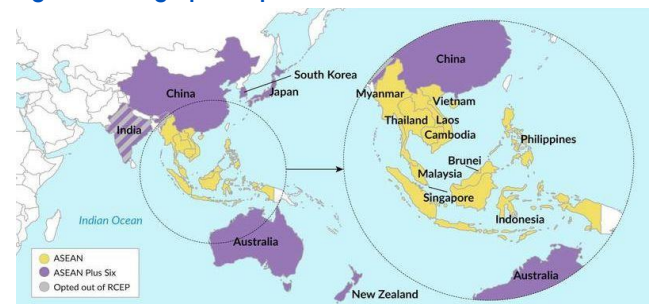 China
South Korea
Japan
India
Indian Ocean
Australia
New Zealand
ASEAN
ASEAN Plus Six
Opted out of RCEP
China
Myanmar
Vietnam
Thailand
Laos
Cambodia
Philippines
Brunei
Malaysia
Singapore
Indonesia
Australia